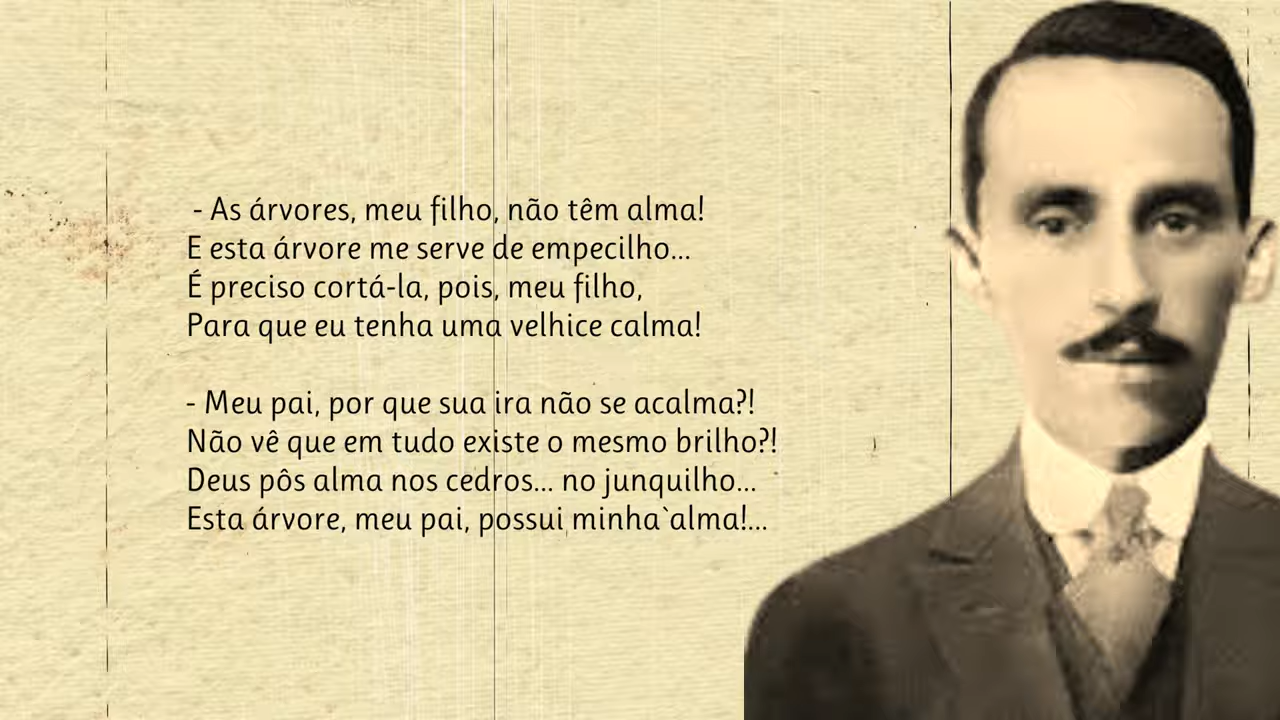 - As árvores, meu filho, não têm alma!
E esta árvore me serve de empecilho...
É preciso cortá-la, pois, meu filho,
Para que eu tenha uma velhice calma!
- Meu pai, por que sua ira não se acalma?!
Não vê que em tudo existe o mesmo brilho?!
Deus pôs alma nos cedros... no junquilho...
Esta árvore, meu pai, possui minha`alma!...